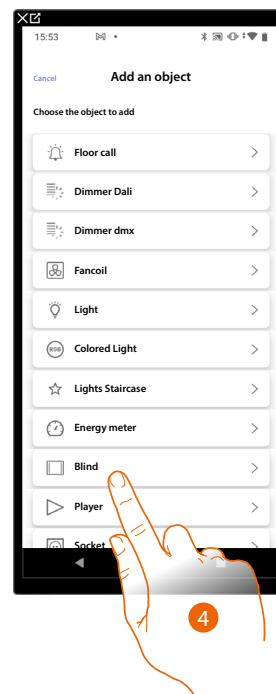 15:53
Cancel Add an object
Choose the object to add
Floor call
Dimmer Dali
Dimmer dmx
Fancoil
Light
RGB Colored Light
Lights Staircase
Energy meter
Blind
Player
Socket
4